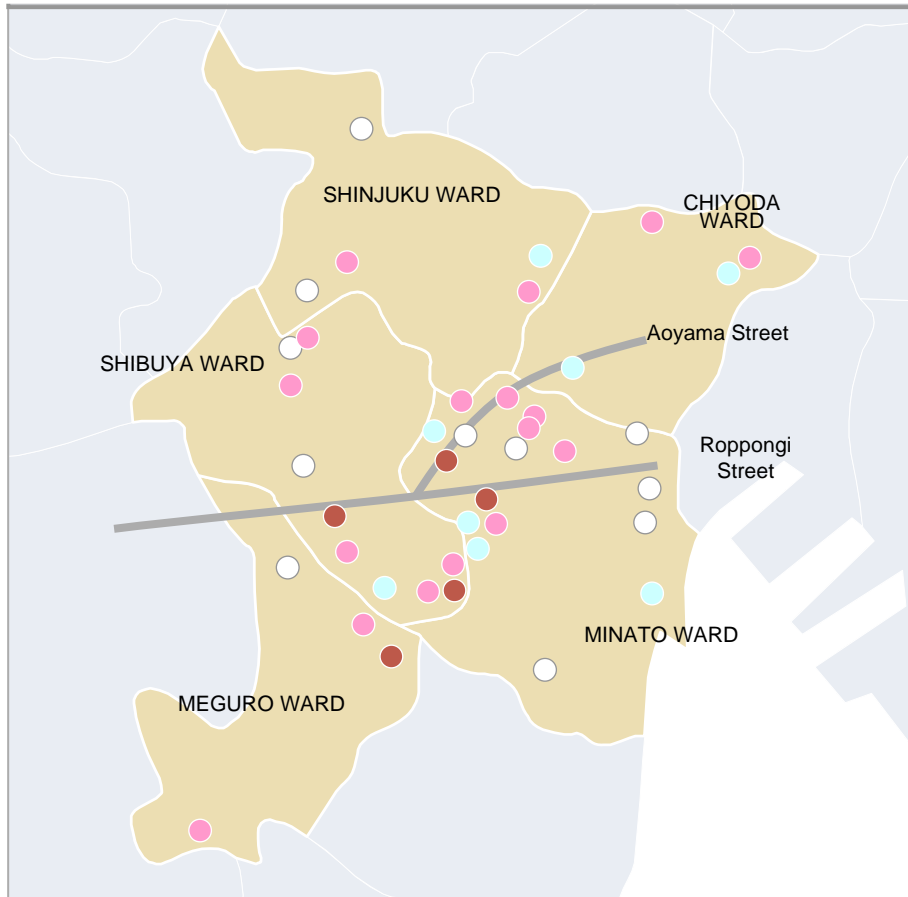 SHINJUKU WARD
CHIYODA
WARD
Aoyama Street
SHIBUYA WARD
Roppongi
Street
MINATO WARD
MEGURO WARD